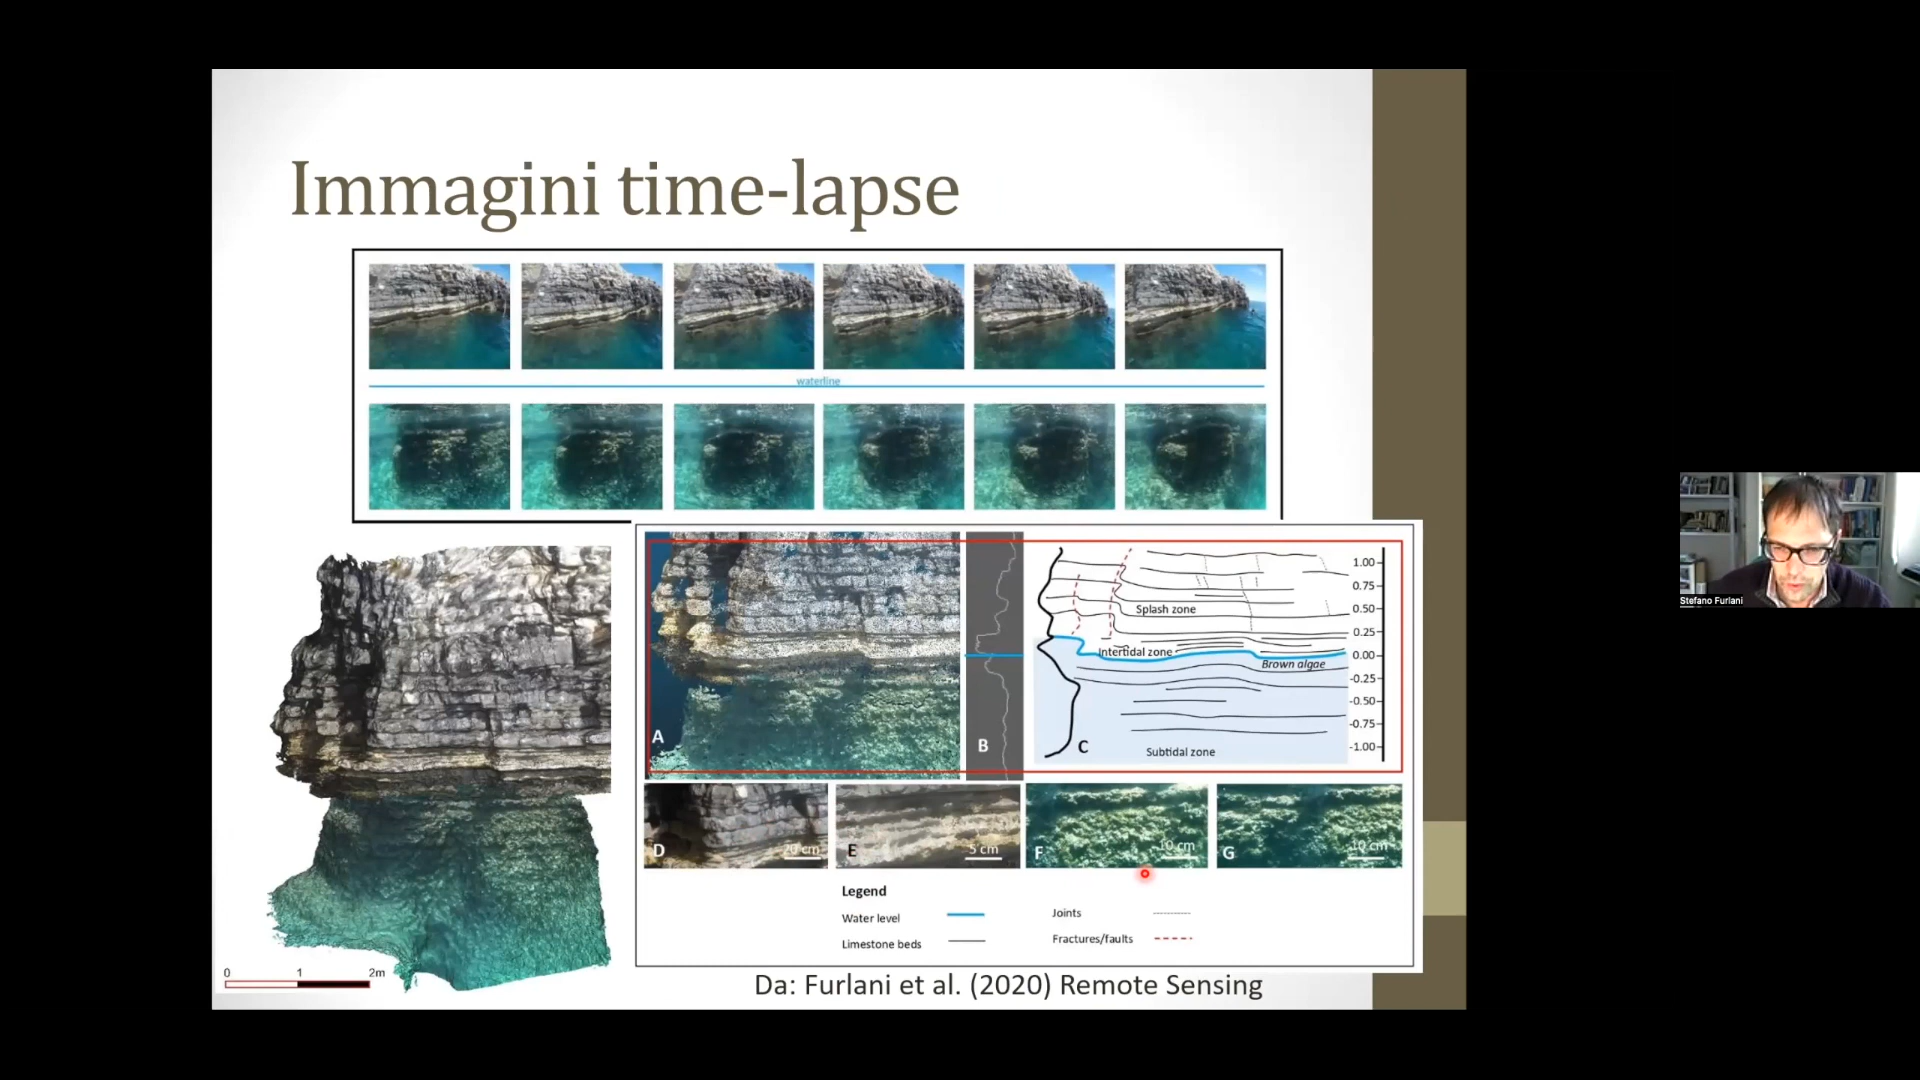 Immagini time-lapse
waterline
A
B
C
Splash zone
Intertidal zone
Brown algae
Subtidal zone
1.00
0.75
0.50
0.25
0.00
-0.25
-0.50
-0.75
-1.00
D
20 cm
E
5 cm
F
10 cm
G
10 cm
Legend
Water level
Joints
Limestone beds
Fractures/faults
0 1 2m
Da: Furlani et al. (2020) Remote Sensing
Stefano Furlani